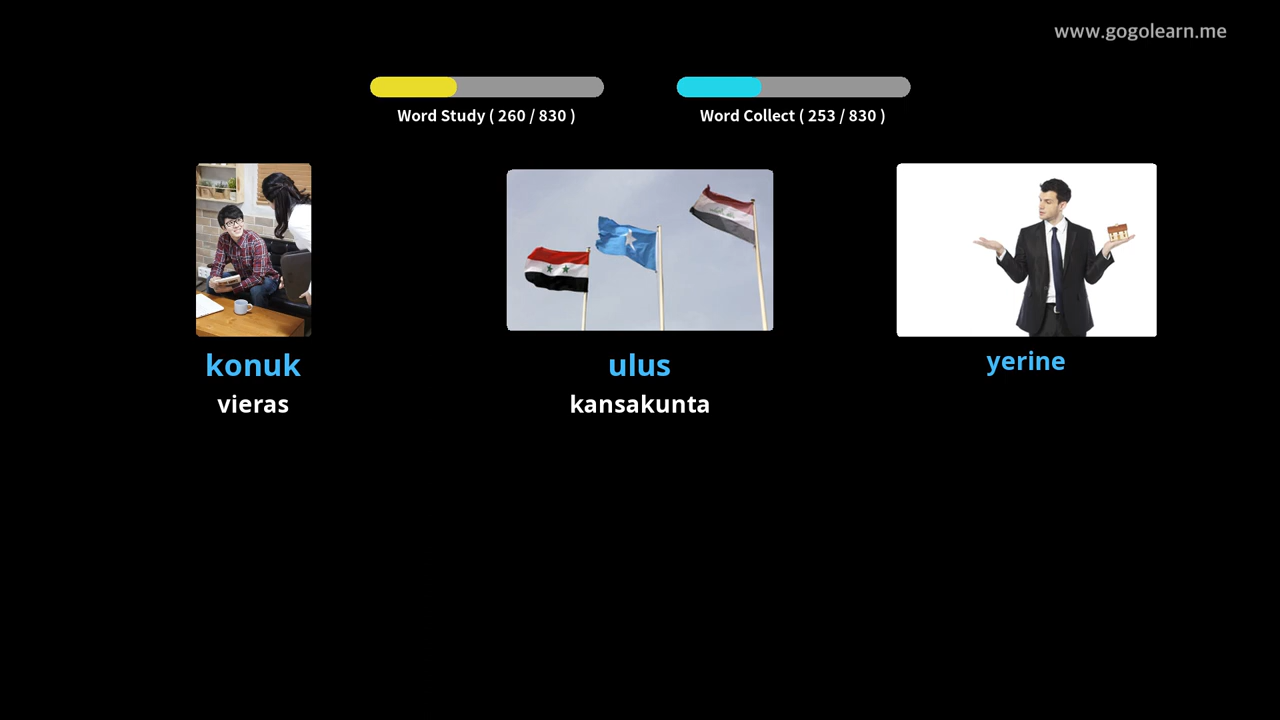 www.gogolearn.me
Word Study ( 260 / 830 )
Word Collect ( 253 / 830 )
konuk
vieras
ulus
kansakunta
yerine